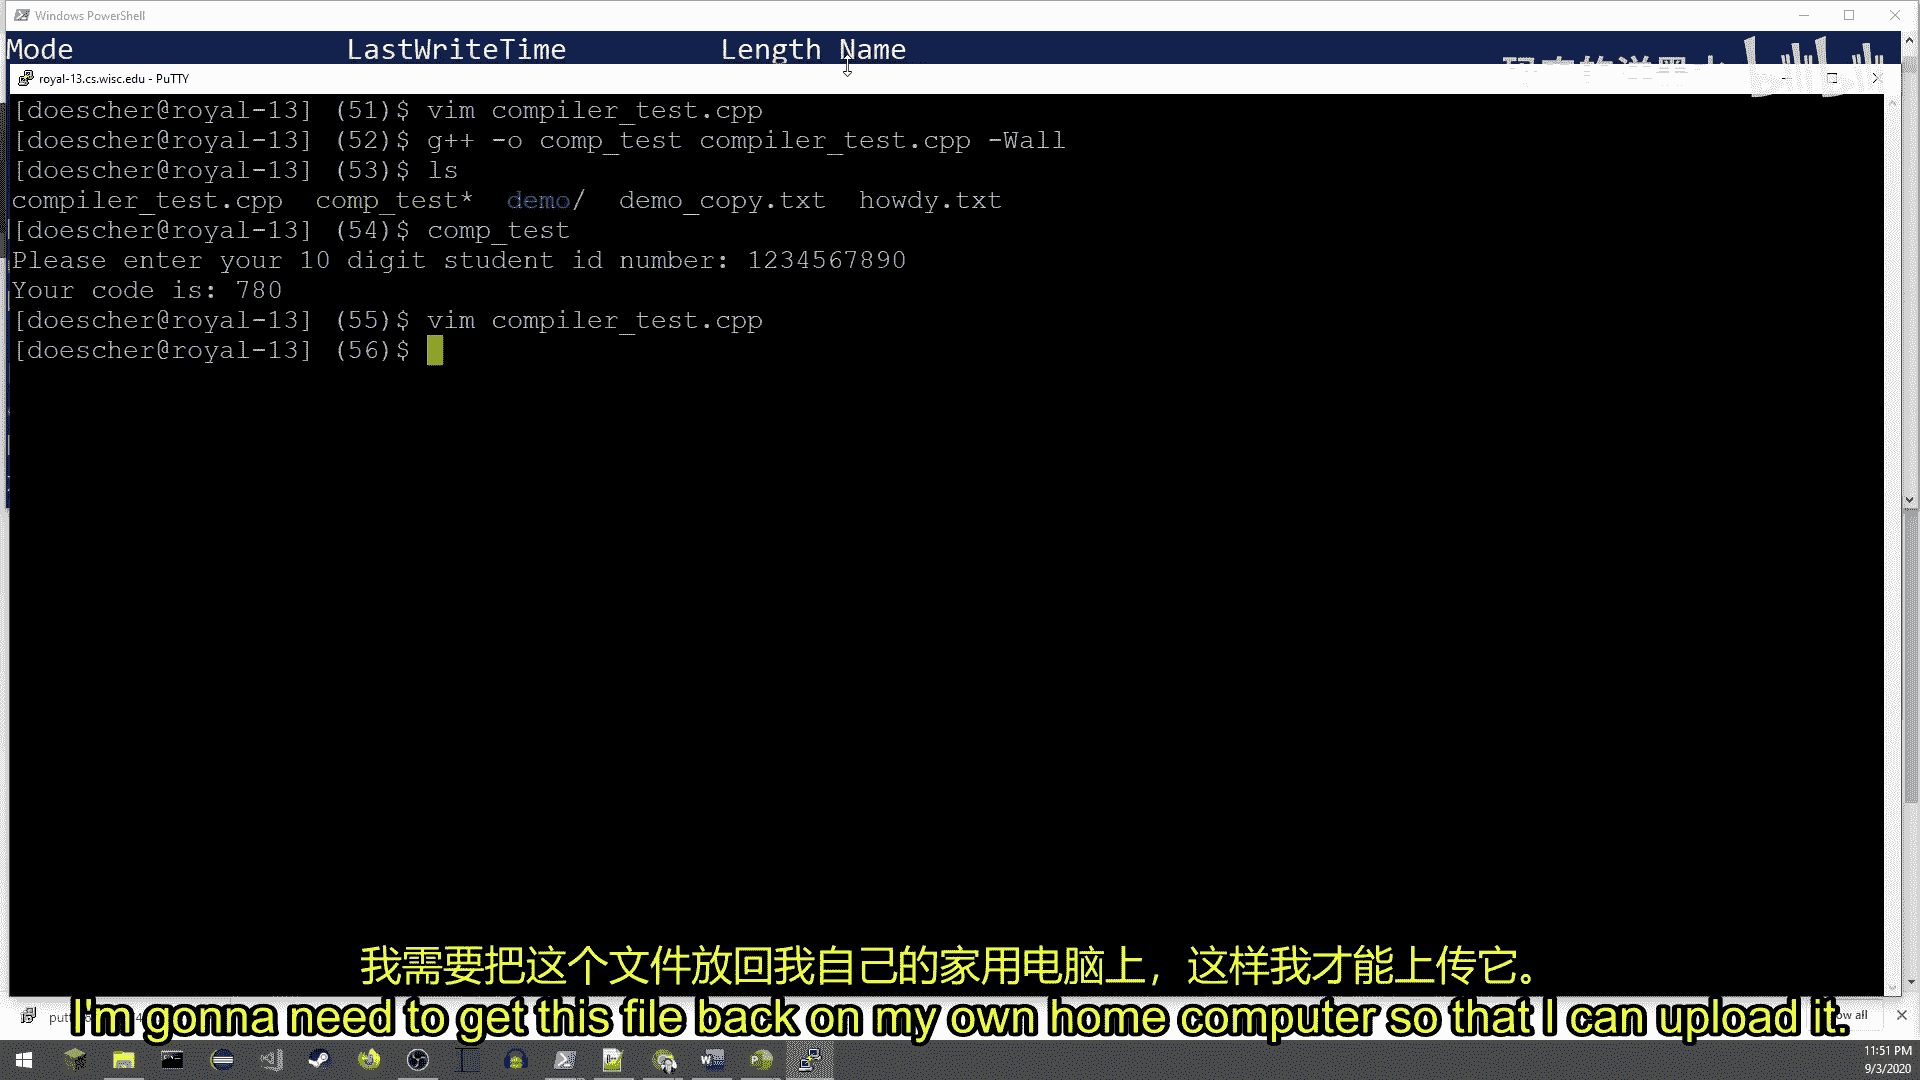 Windows PowerShell
Mode LastWriteTime Length Name
royal-13.cs.wisc.edu - PuTTY
[doescher@royal-13] (51)$ vim compiler_test.cpp
[doescher@royal-13] (52)$ g++ -o comp_test compiler_test.cpp -Wall
[doescher@royal-13] (53)$ ls
compiler_test.cpp comp_test* demo/ demo_copy.txt howdy.txt
[doescher@royal-13] (54)$ comp_test
Please enter your 10 digit student id number: 1234567890
Your code is: 780
[doescher@royal-13] (55)$ vim compiler_test.cpp
[doescher@royal-13] (56)$
我需要把这个文件放回我自己的家用电脑上，这样我才能上传它。
I'm gonna need to get this file back on my own home computer so that I can upload it.
11:51 PM
9/3/2020